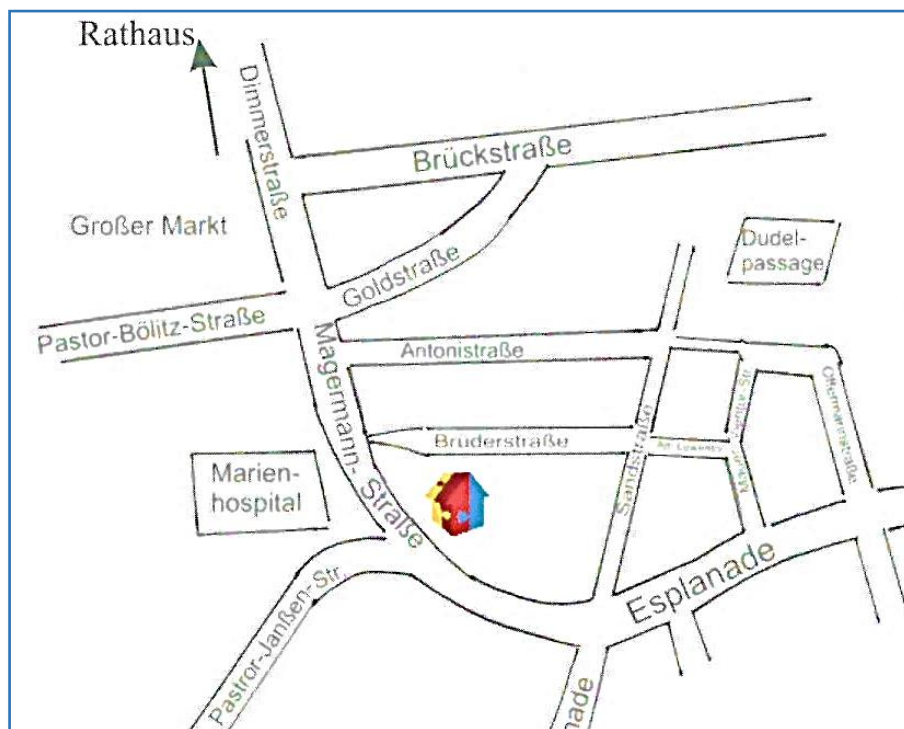 Rathaus
Dimmerstraße
Brückstraße
Großer Markt
Dudel-
passage
Goldstraße
Pastor-Bölitz-Straße
Magermann-Straße
Antonistraße
Offermannstraße
Brüderstraße
Sandstraße
Marien-
hospital
Esplanade
Pastror-Janßen-Str.
nade